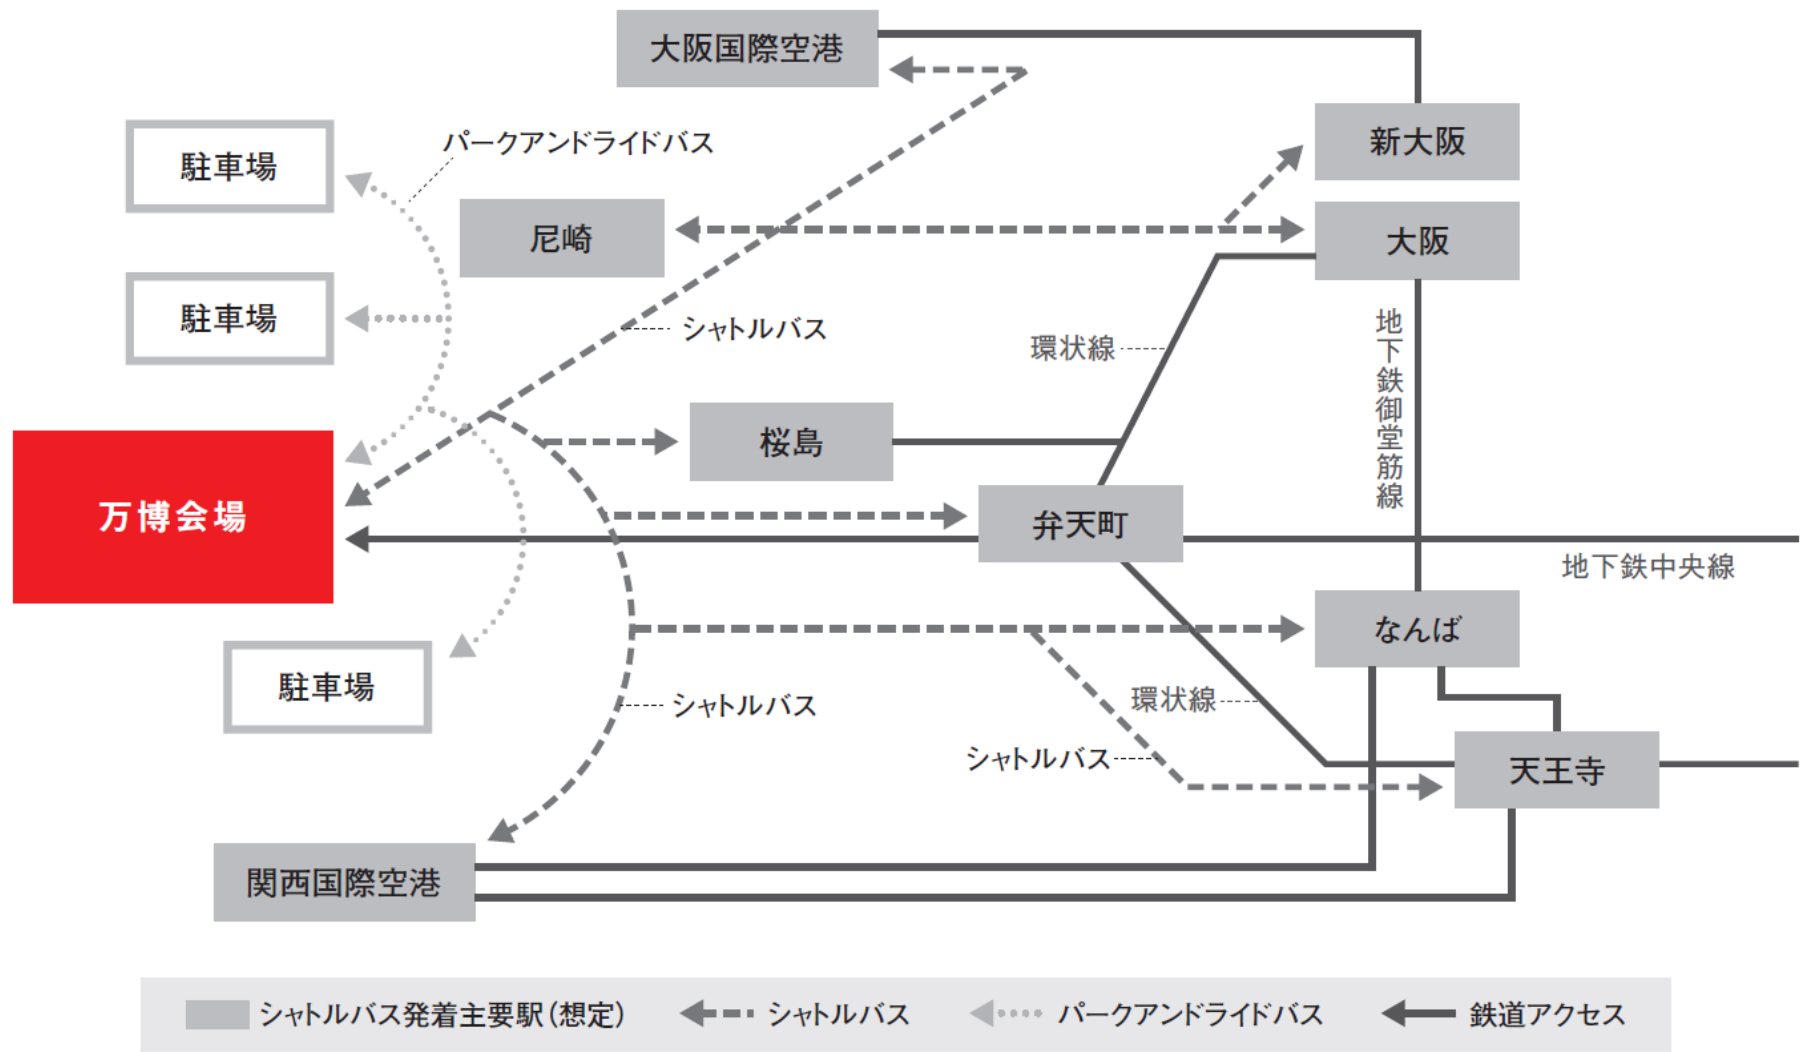 大阪国際空港
新大阪
パークアンドライドバス
駐車場
尼崎
大阪
駐車場
シャトルバス
環状線
地下鉄御堂筋線
桜島
万博会場
弁天町
地下鉄中央線
なんば
駐車場
シャトルバス
環状線
シャトルバス
天王寺
関西国際空港
シャトルバス発着主要駅（想定）
シャトルバス
パークアンドライドバス
鉄道アクセス